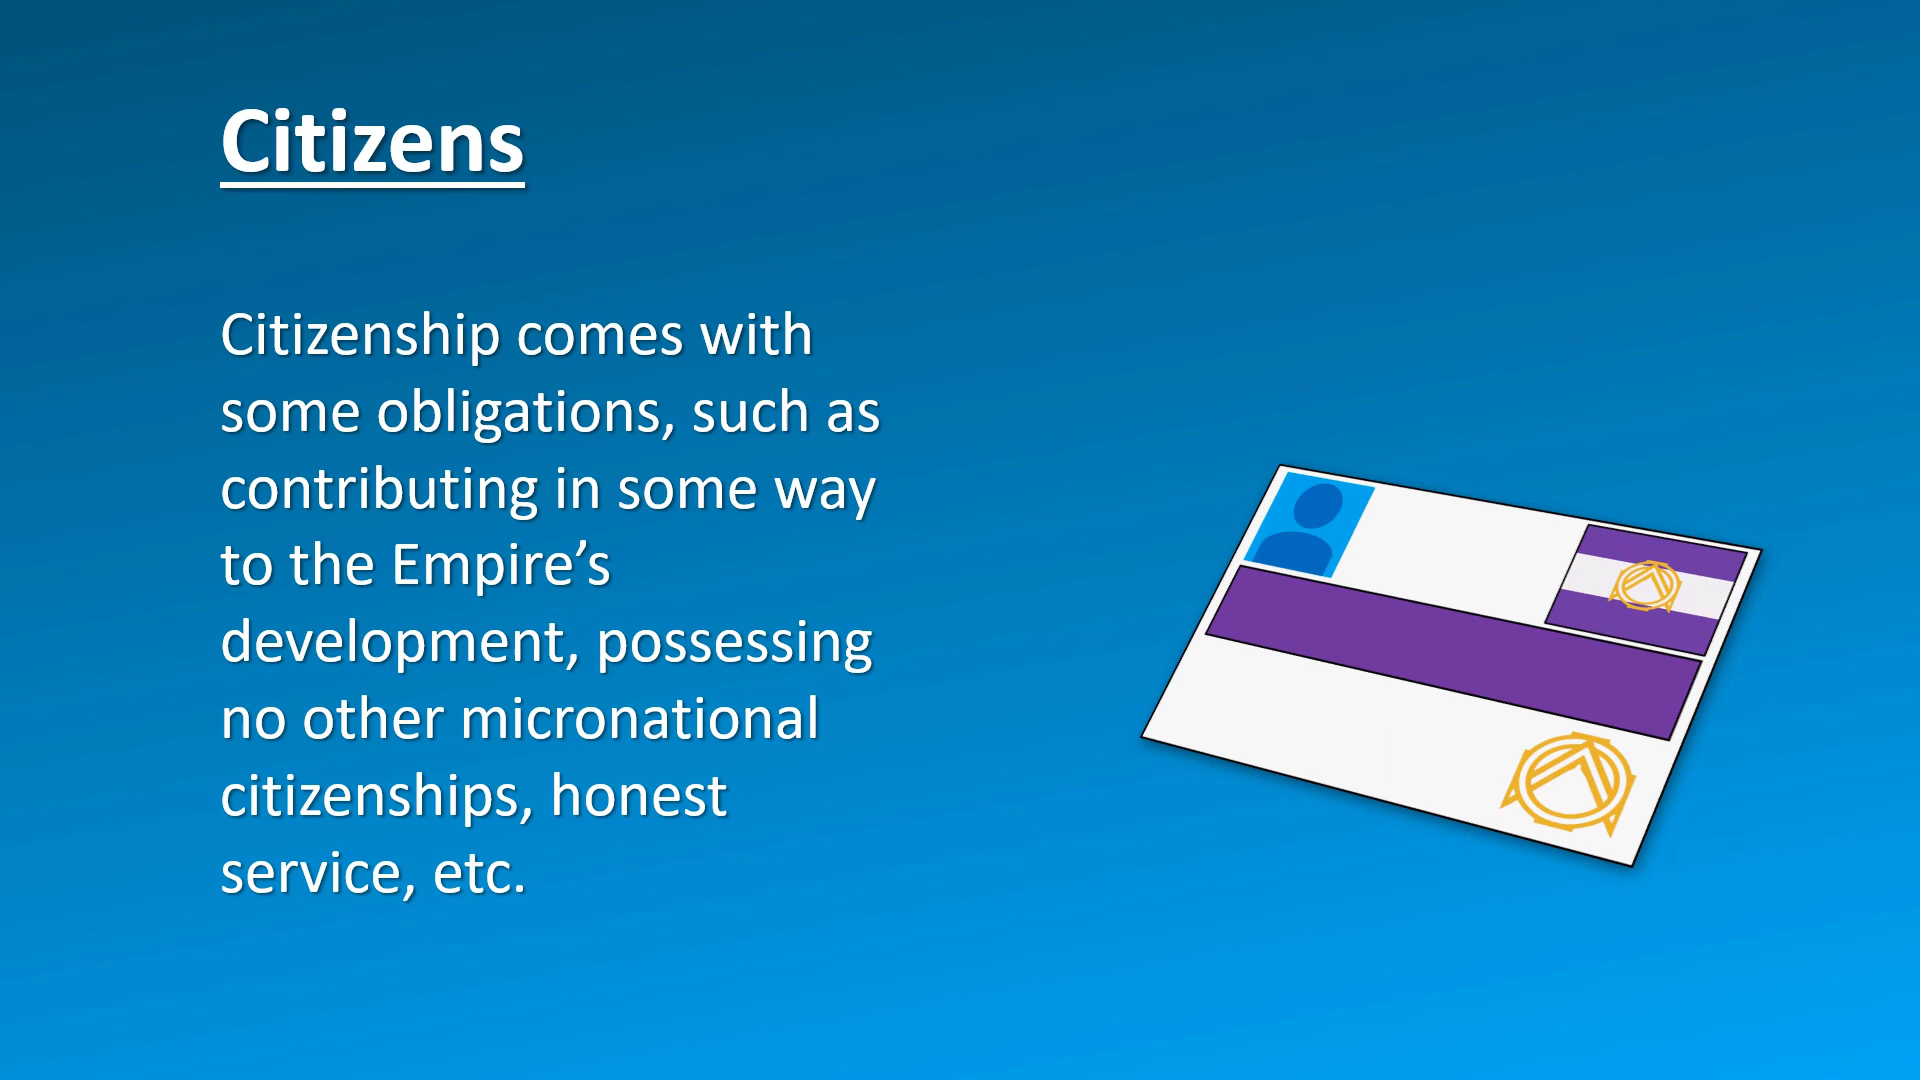 Citizens
Citizenship comes with
some obligations, such as
contributing in some way
to the Empire’s
development, possessing
no other micronational
citizenships, honest
service, etc.